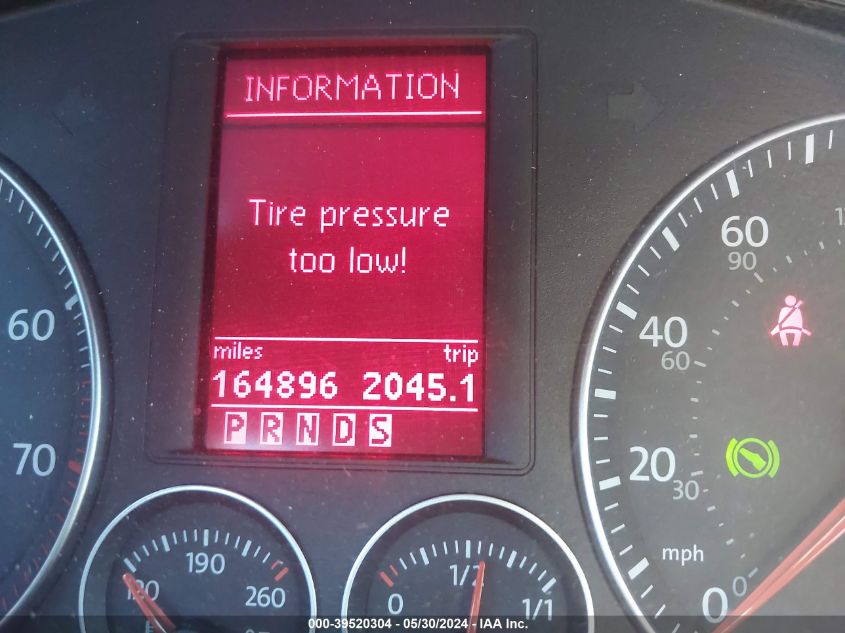 INFORMATION
Tire pressure
too low!
miles trip
164896 2045.1
P R N D S
60
70
190
260
1/2
0
1/1
60
90
40
60
20
30
mph
0
0
000-39520304 - 05/30/2024 - IAA Inc.